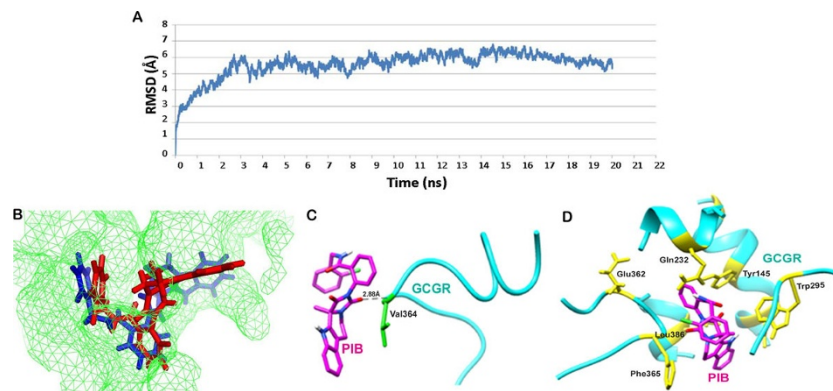 A
8
7
6
5
4
3
2
1
0
RMSD (Å)
0 1 2 3 4 5 6 7 8 9 10 11 12 13 14 15 16 17 18 19 20 21 22
Time (ns)
B
C
2.88Å
GCGR
Val364
PIB
D
Gln232
GCGR
Glu362
Tyr145
Trp295
Leu386
Phe365
PIB